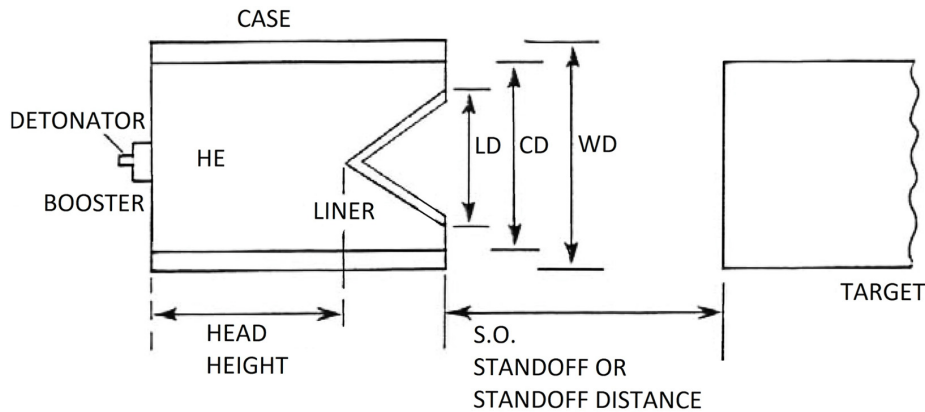 CASE
DETONATOR
HE
LD
CD
WD
BOOSTER
LINER
TARGET
HEAD
HEIGHT
S.O.
STANDOFF OR
STANDOFF DISTANCE